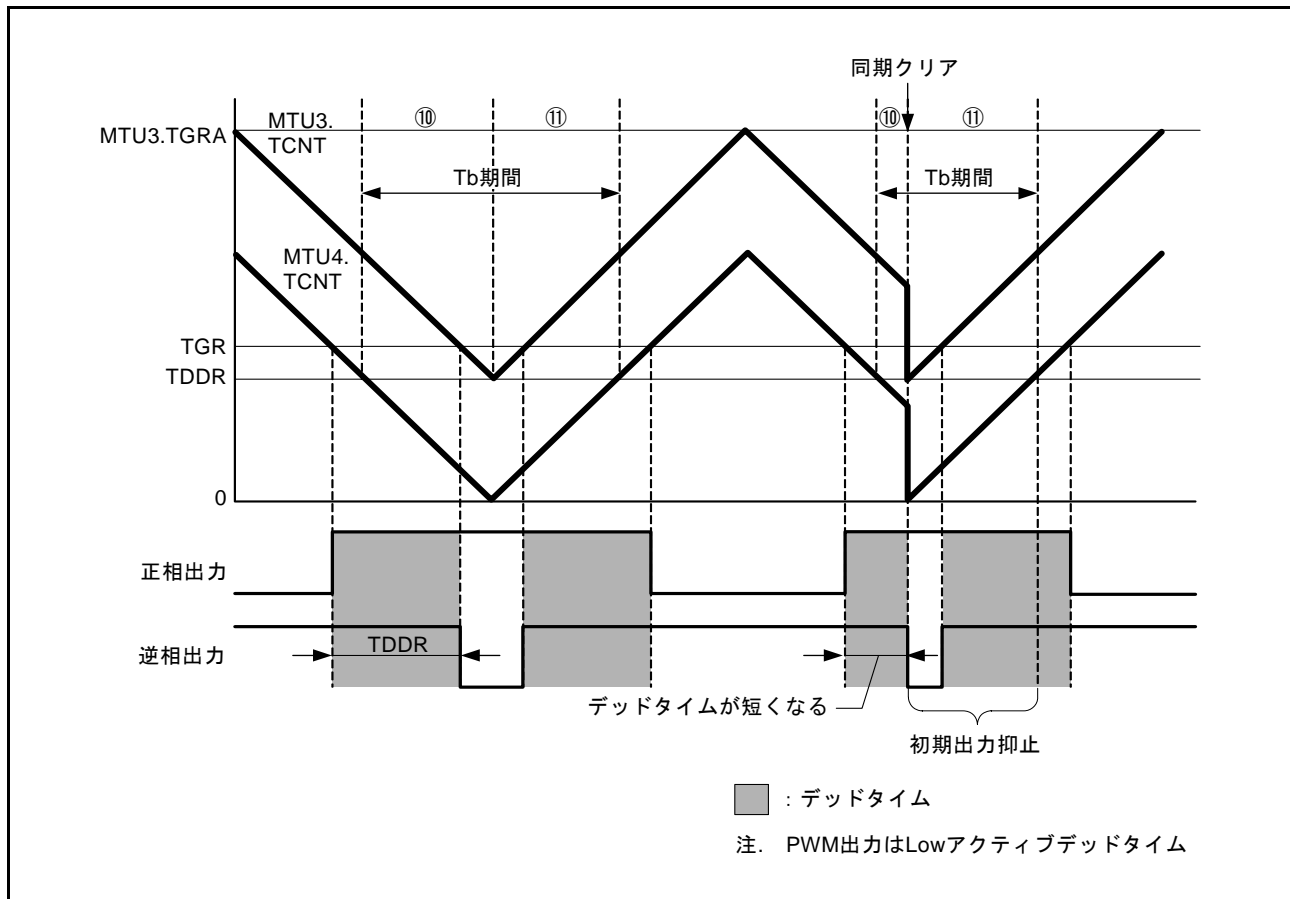 同期クリア
⑩
⑪
⑩
⑪
MTU3.TGRA
MTU3.
TCNT
Tb期間
Tb期間
MTU4.
TCNT
TGR
TDDR
0
正相出力
逆相出力
TDDR
デッドタイムが短くなる
初期出力抑止
：デッドタイム
注. PWM出力はLowアクティブデッドタイム